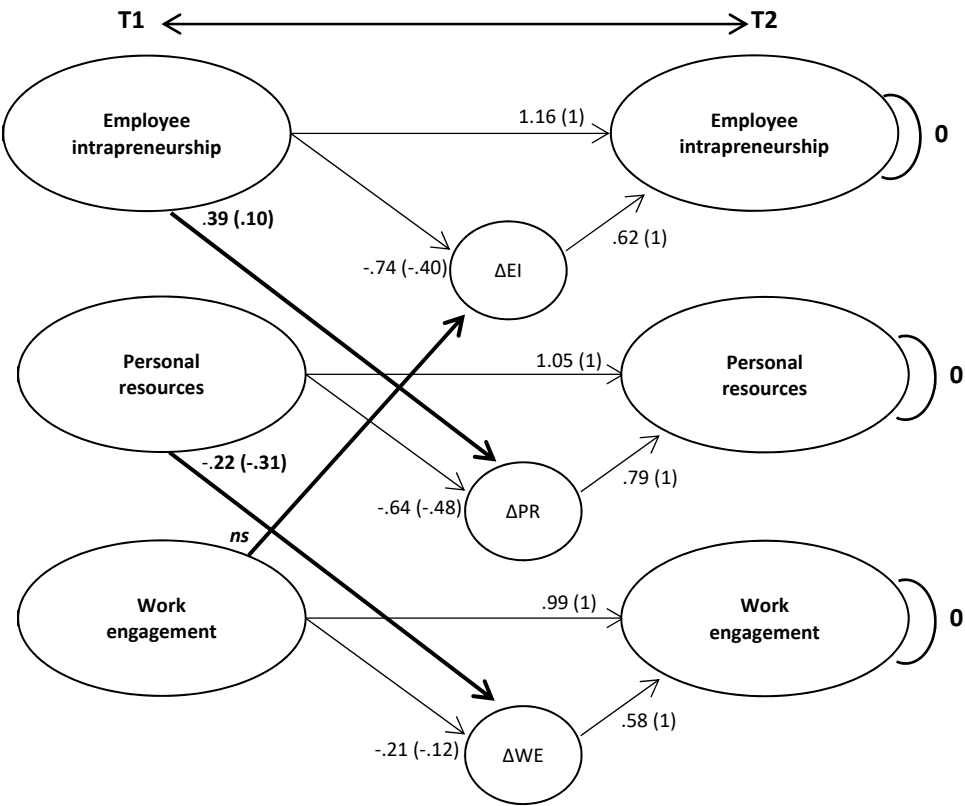 T1
T2
Employee
intrapreneurship
1.16 (1)
Employee
intrapreneurship
0
.39 (.10)
.62 (1)
-.74 (-.40)
ΔEI
Personal
resources
1.05 (1)
Personal
resources
0
-.22 (-.31)
.79 (1)
-.64 (-.48)
ΔPR
ns
Work
engagement
.99 (1)
Work
engagement
0
.58 (1)
-.21 (-.12)
ΔWE